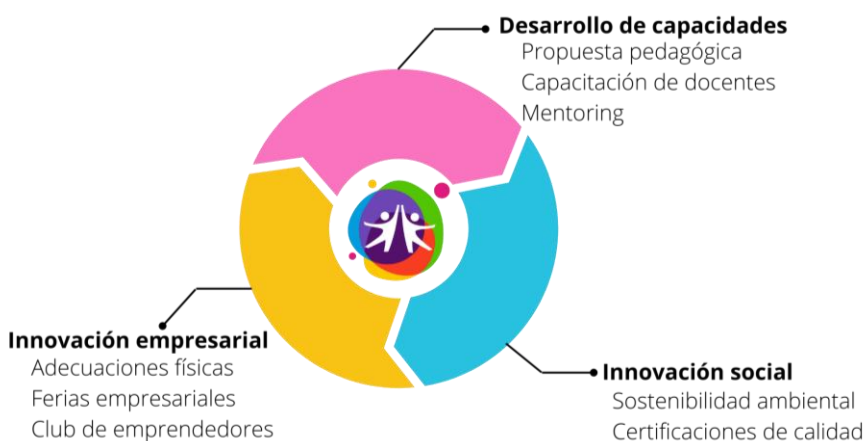 Desarrollo de capacidades
Propuesta pedagógica
Capacitación de docentes
Mentoring
Innovación empresarial
Adecuaciones físicas
Ferias empresariales
Club de emprendedores
Innovación social
Sostenibilidad ambiental
Certificaciones de calidad